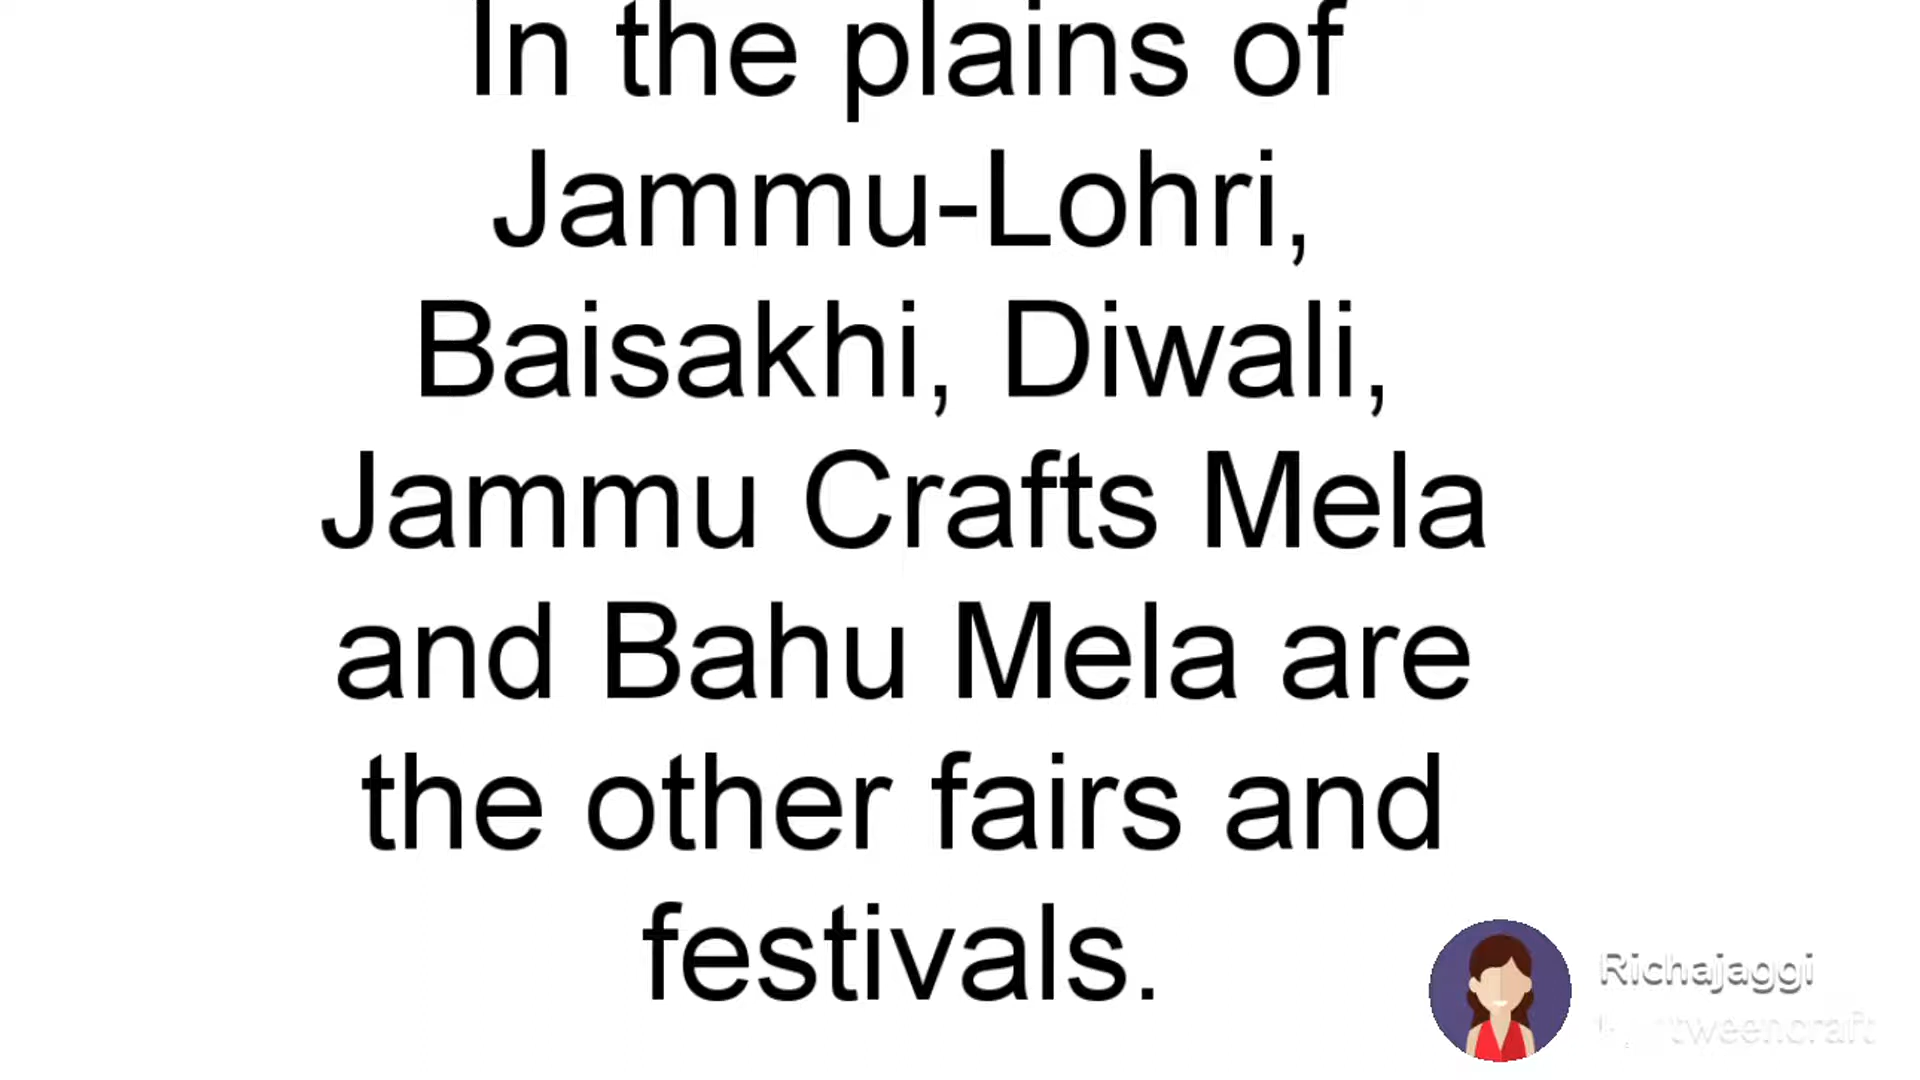 In the plains of
Jammu-Lohri,
Baisakhi, Diwali,
Jammu Crafts Mela
and Bahu Mela are
the other fairs and
festivals.
Richajaggi
tweencraft